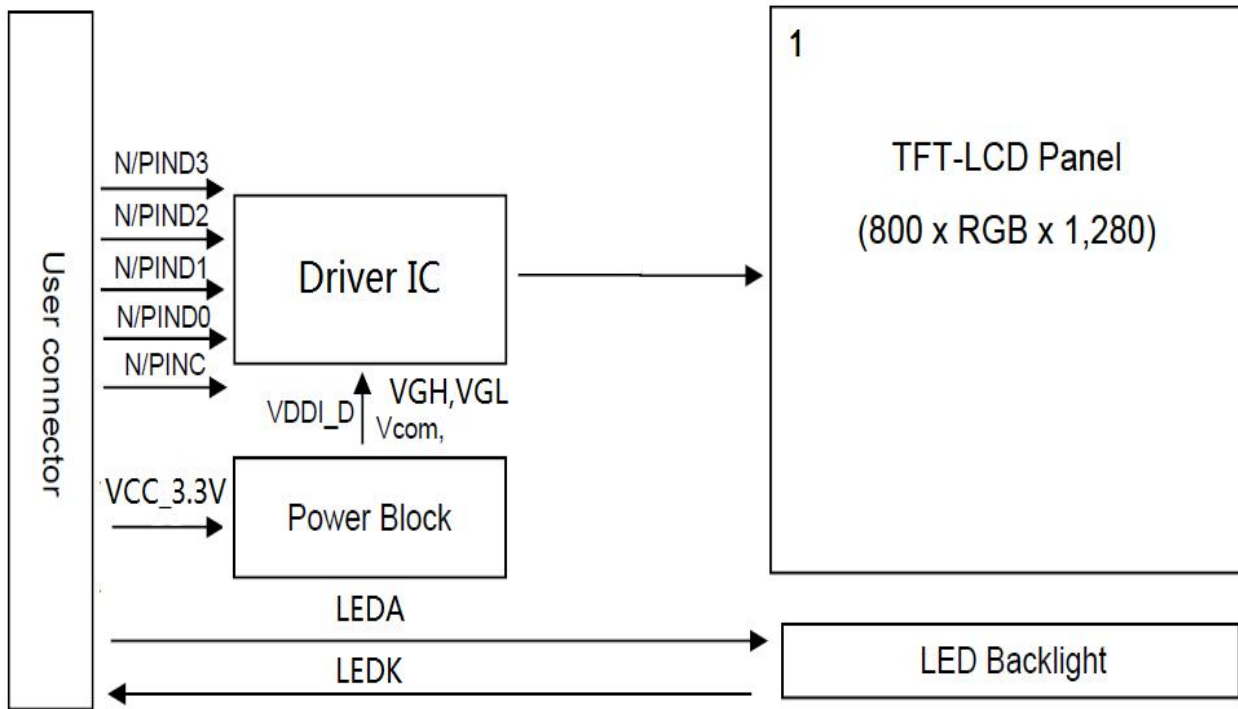 1
TFT-LCD Panel
(800 x RGB x 1,280)
N/PIND3
N/PIND2
N/PIND1
N/PIND0
N/PINC
User connector
Driver IC
VDDI_D
VGH,VGL
Vcom,
VCC_3.3V
Power Block
LEDA
LEDK
LED Backlight